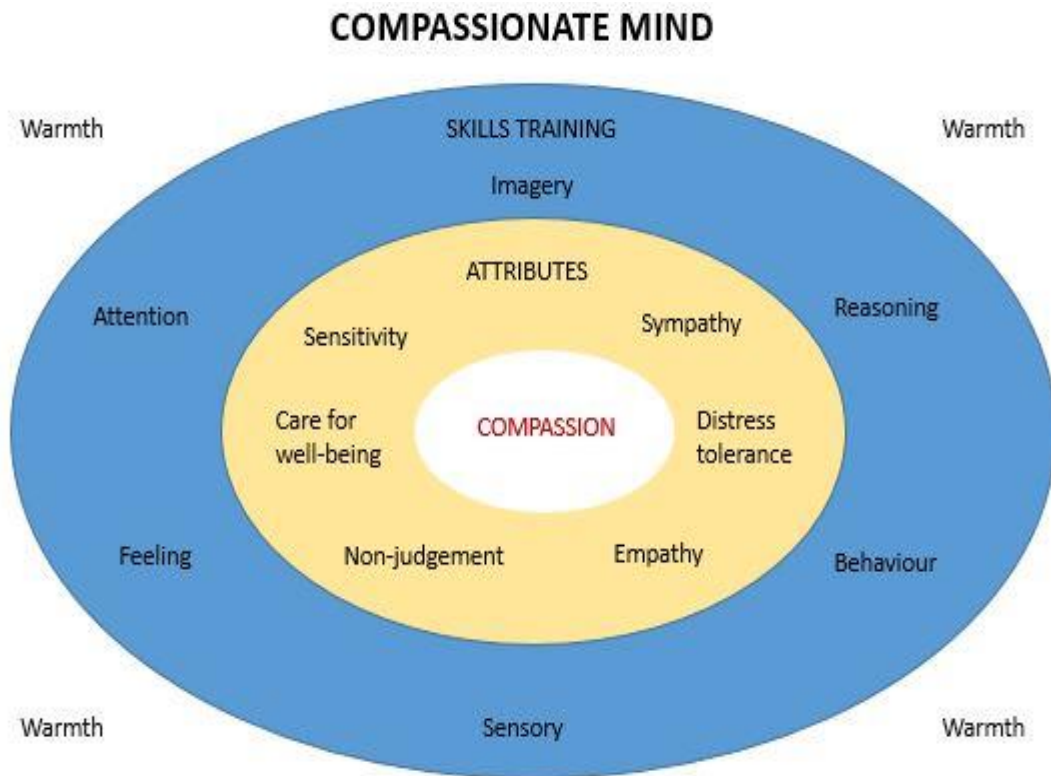 COMPASSIONATE MIND
Warmth
SKILLS TRAINING
Warmth
Imagery
ATTRIBUTES
Attention
Sensitivity
Sympathy
Reasoning
Care for
well-being
COMPASSION
Distress
tolerance
Feeling
Non-judgement
Empathy
Behaviour
Warmth
Sensory
Warmth